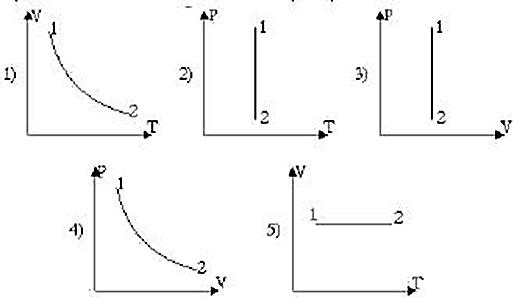 V 1 2 T
1)
P 1 2 T
2)
P 1 2 V
3)
P 1 2 V
4)
V 1 2 T
5)